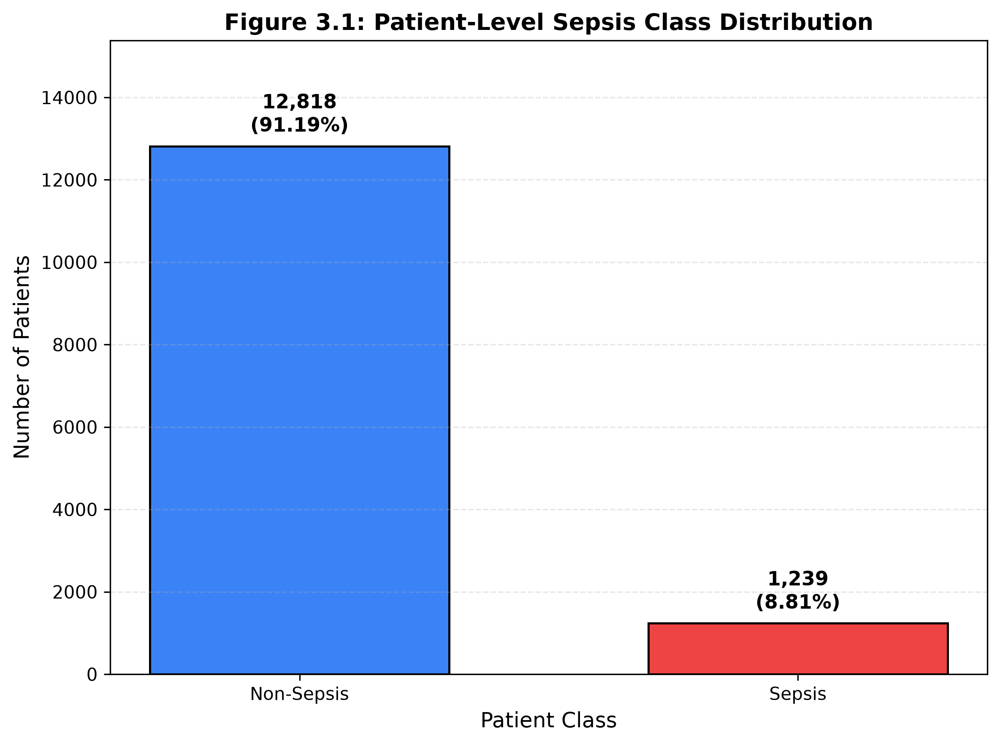 Figure 3.1: Patient-Level Sepsis Class Distribution
Number of Patients
14000
12000
10000
8000
6000
4000
2000
0
12,818
(91.19%)
1,239
(8.81%)
Non-Sepsis
Sepsis
Patient Class